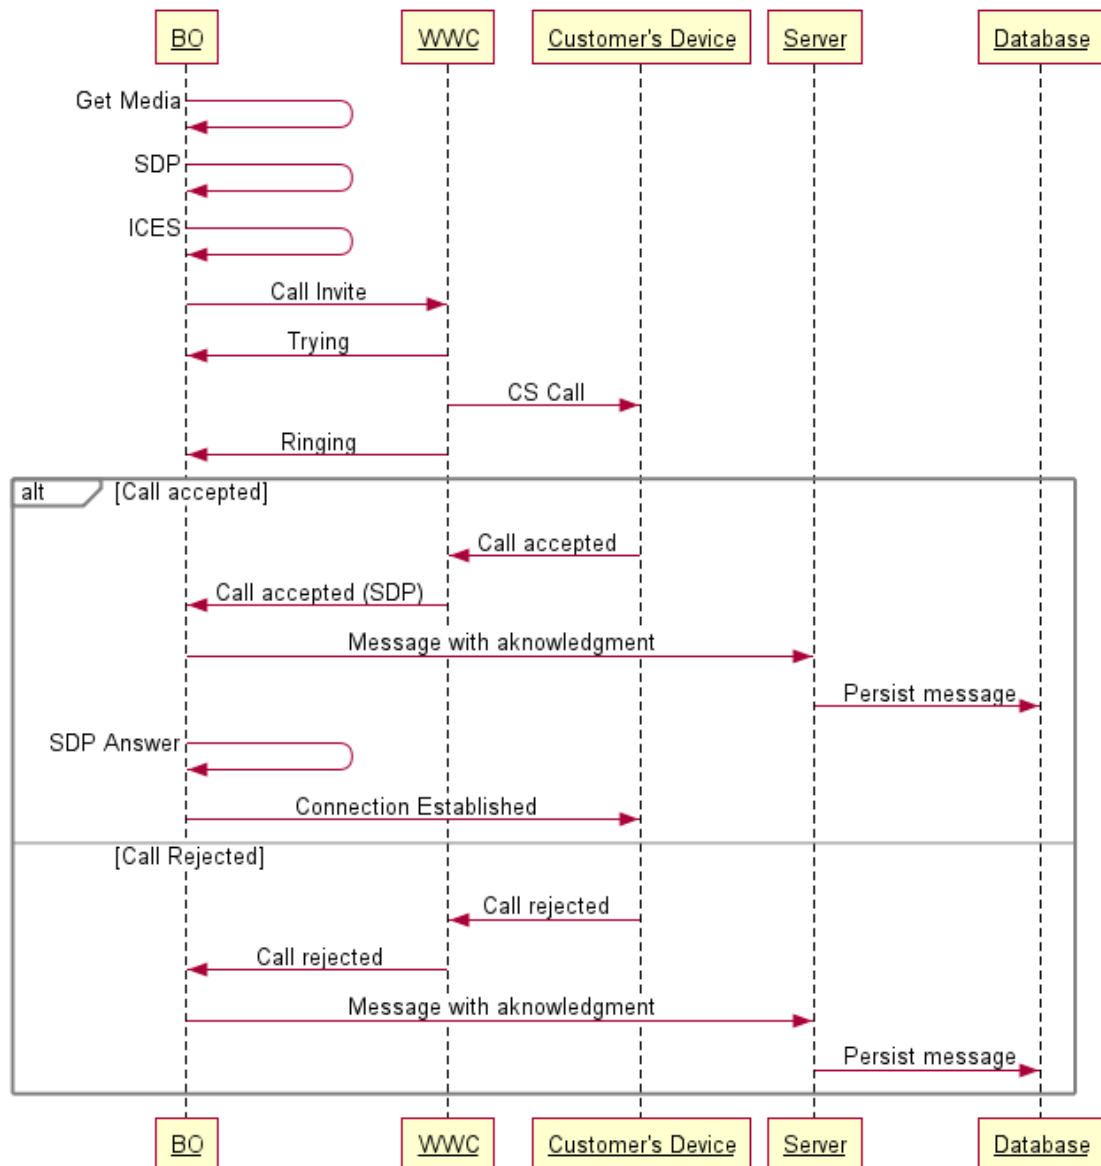 BO WWC Customer's Device Server Database
Get Media
SDP
ICES
Call Invite
Trying
CS Call
Ringing
alt [Call accepted]
Call accepted
Call accepted (SDP)
Message with aknowledgment
Persist message
SDP Answer
Connection Established
[Call Rejected]
Call rejected
Call rejected
Message with aknowledgment
Persist message
BO WWC Customer's Device Server Database